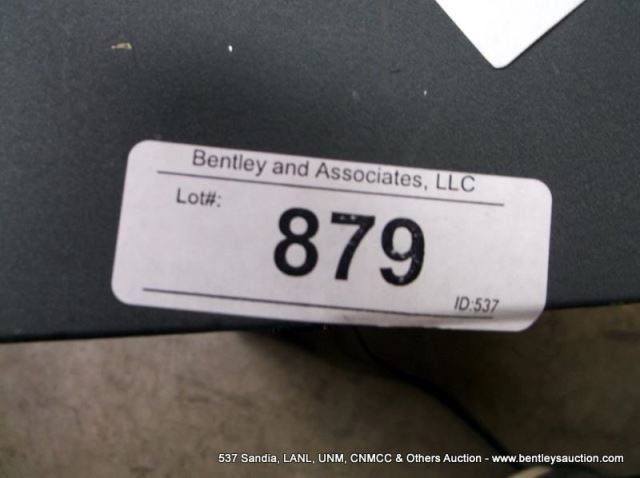 Bentley and Associates, LLC
Lot#:
879
ID:537
537 Sandia, LANL, UNM, CNMCC & Others Auction - www.bentleysauction.com